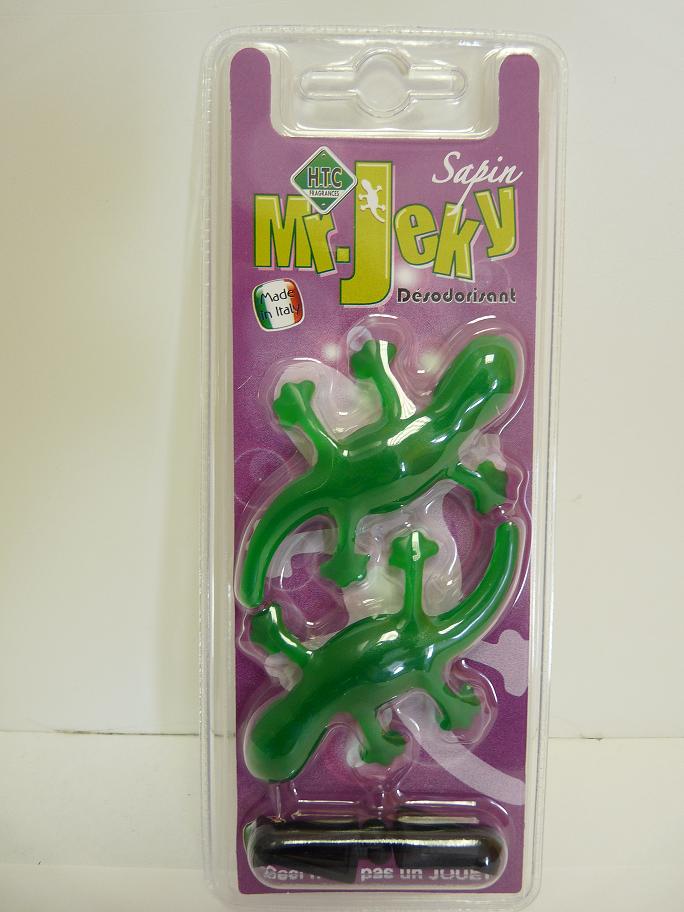 Sapin
H.T.C
FRAGRANCES
Mr. Jeky
Désodorisant
Made
in Italy
pas un JOUET